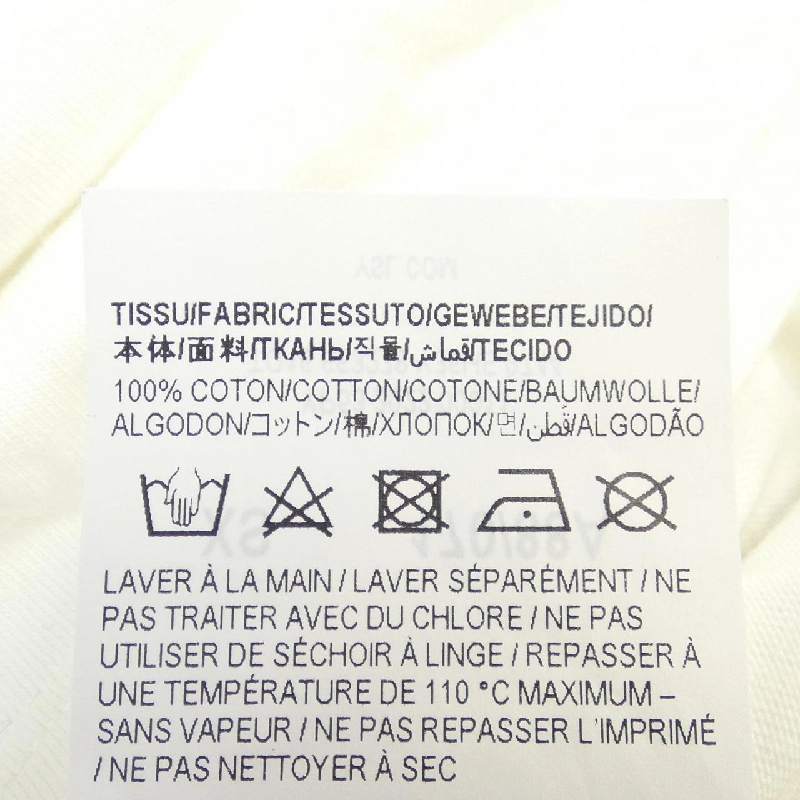 TISSU/FABRIC/TESSUTO/GEWEBE/TEJIDO/
本体/面料/ТКАНЬ/직물/قماش/TECIDO
100% COTON/COTTON/COTONE/BAUMWOLLE/
ALGODON/コットン/棉/ХЛОПОК/면/قُطن/ALGODÃO
LAVER À LA MAIN / LAVER SÉPARÉMENT / NE
PAS TRAITER AVEC DU CHLORE / NE PAS
UTILISER DE SÉCHOIR À LINGE / REPASSER À
UNE TEMPÉRATURE DE 110 °C MAXIMUM –
SANS VAPEUR / NE PAS REPASSER L'IMPRIMÉ
/ NE PAS NETTOYER À SEC